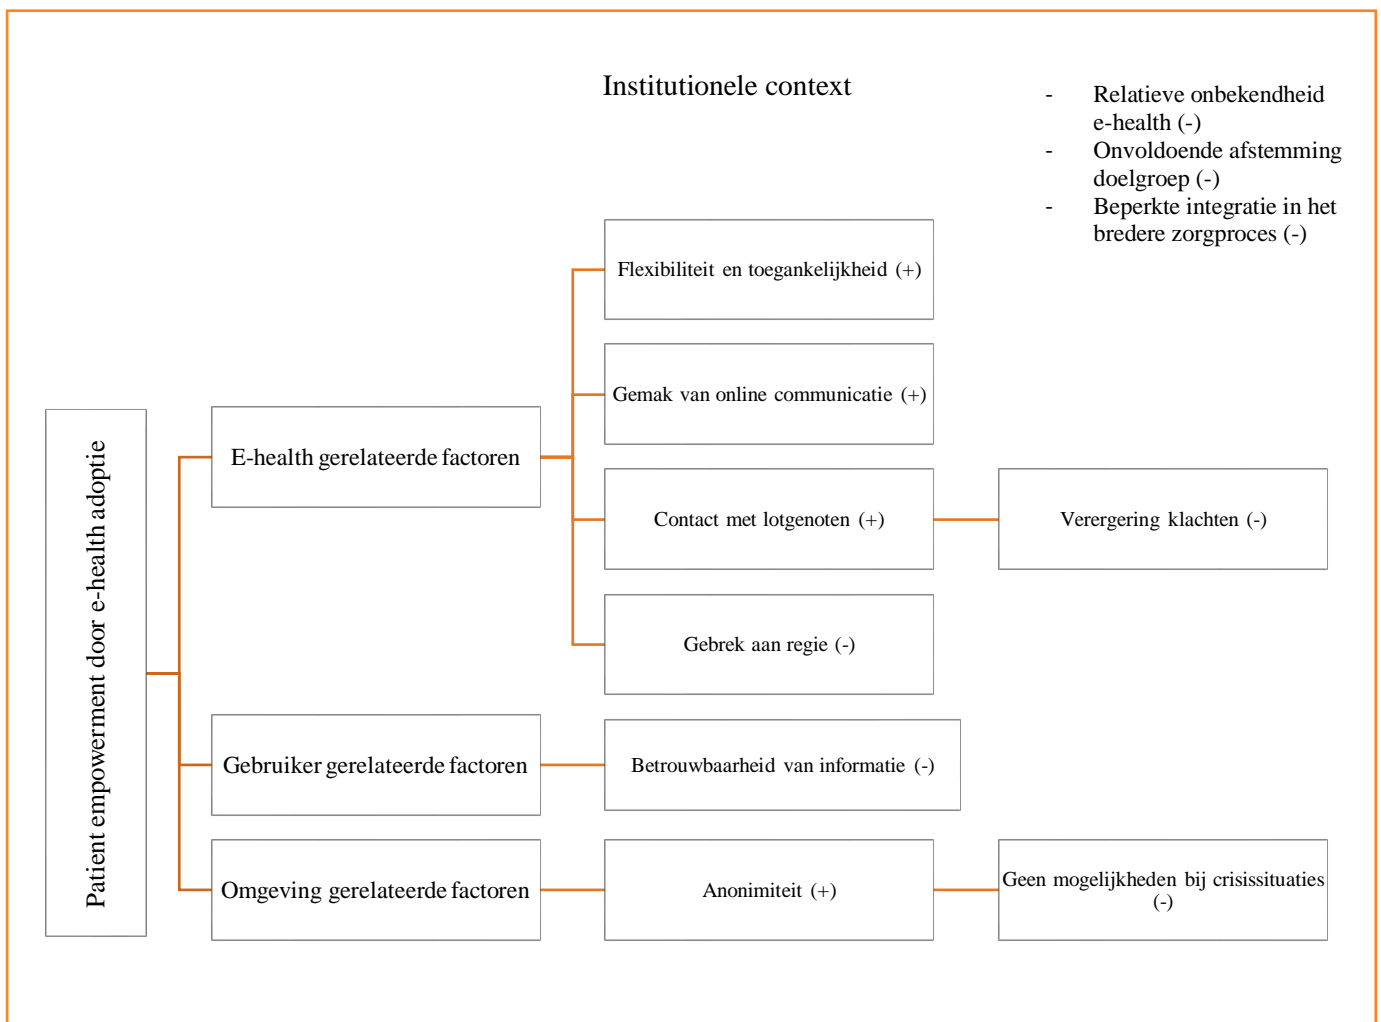 Institutionele context
- Relatieve onbekendheid
e-health (-)
- Onvoldoende afstemming
doelgroep (-)
- Beperkte integratie in het
bredere zorgproces (-)
Patient empowerment door e-health adoptie
E-health gerelateerde factoren
Flexibiliteit en toegankelijkheid (+)
Gemak van online communicatie (+)
Contact met lotgenoten (+)
Verergering klachten (-)
Gebrek aan regie (-)
Gebruiker gerelateerde factoren
Betrouwbaarheid van informatie (-)
Omgeving gerelateerde factoren
Anonimiteit (+)
Geen mogelijkheden bij crisissituaties
(-)